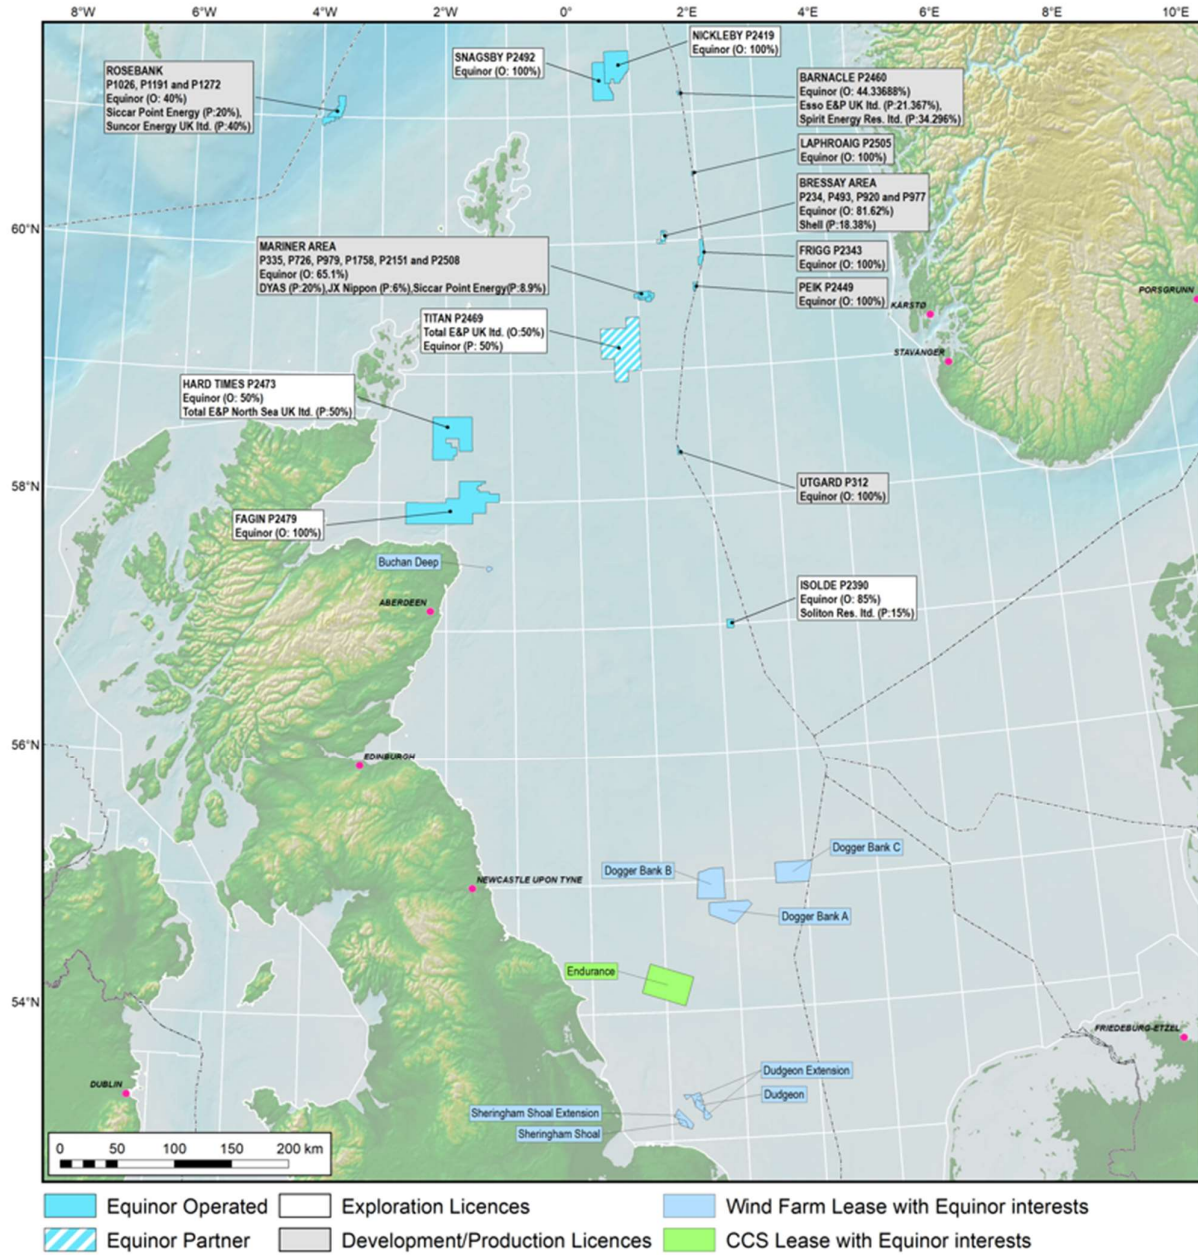 8°W 6°W 4°W 2°W 0° 2°E 4°E 6°E 8°E 10°E
NICKLEBY P2419
Equinor (O: 100%)
SNAGSBY P2492
Equinor (O: 100%)
ROSEBANK
P1026, P1191 and P1272
Equinor (O: 40%)
Siccar Point Energy (P:20%),
Suncor Energy UK ltd. (P:40%)
BARNACLE P2460
Equinor (O: 44.33688%)
Esso E&P UK ltd. (P:21.367%),
Spirit Energy Res. ltd. (P:34.296%)
LAPHROAIG P2505
Equinor (O: 100%)
BRESSAY AREA
P234, P493, P920 and P977
Equinor (O: 81.62%)
Shell (P:18.38%)
60°N
MARINER AREA
P335, P726, P979, P1758, P2151 and P2508
Equinor (O: 65.1%)
DYAS (P:20%),JX Nippon (P:6%),Siccar Point Energy(P:8.9%)
FRIGG P2343
Equinor (O: 100%)
PEIK P2449
Equinor (O: 100%)
KÅRSTØ
PORSGRUNN
STAVANGER
TITAN P2469
Total E&P UK ltd. (O:50%)
Equinor (P: 50%)
HARD TIMES P2473
Equinor (O: 50%)
Total E&P North Sea UK ltd. (P:50%)
58°N
UTGARD P312
Equinor (O: 100%)
FAGIN P2479
Equinor (O: 100%)
Buchan Deep
ABERDEEN
ISOLDE P2390
Equinor (O: 85%)
Soliton Res. ltd. (P:15%)
56°N
EDINBURGH
NEWCASTLE UPON TYNE
Dogger Bank C
Dogger Bank B
Dogger Bank A
Endurance
54°N
FRIEDEBURG-ETZEL
DUBLIN
Dudgeon Extension
Dudgeon
Sheringham Shoal Extension
Sheringham Shoal
0 50 100 150 200 km
Equinor Operated
Exploration Licences
Wind Farm Lease with Equinor interests
Equinor Partner
Development/Production Licences
CCS Lease with Equinor interests